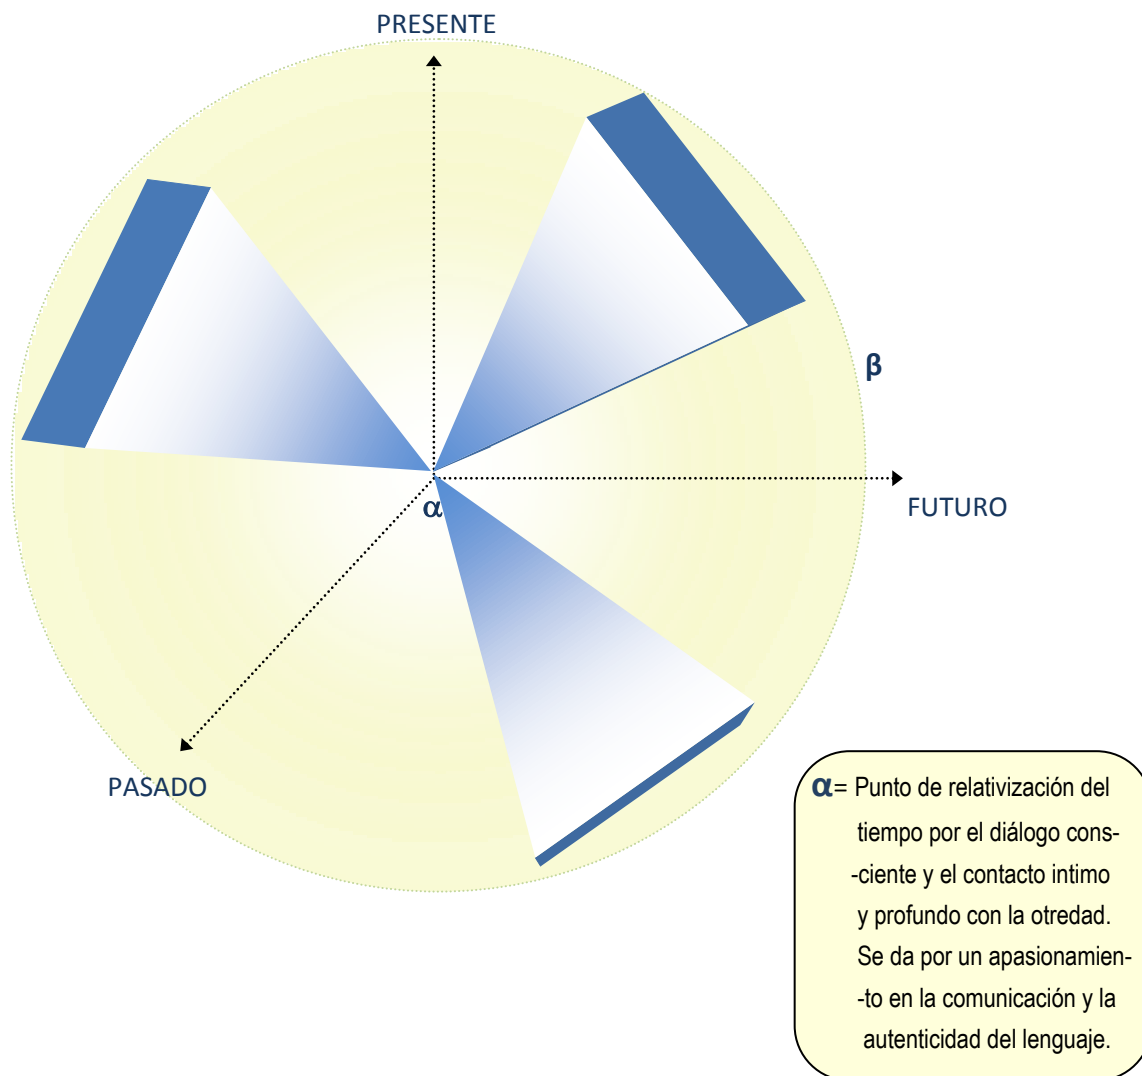 PRESENTE
β
FUTURO
α
PASADO
α= Punto de relativización del
tiempo por el diálogo cons-
-ciente y el contacto intimo
y profundo con la otredad.
Se da por un apasionamien-
-to en la comunicación y la
autenticidad del lenguaje.